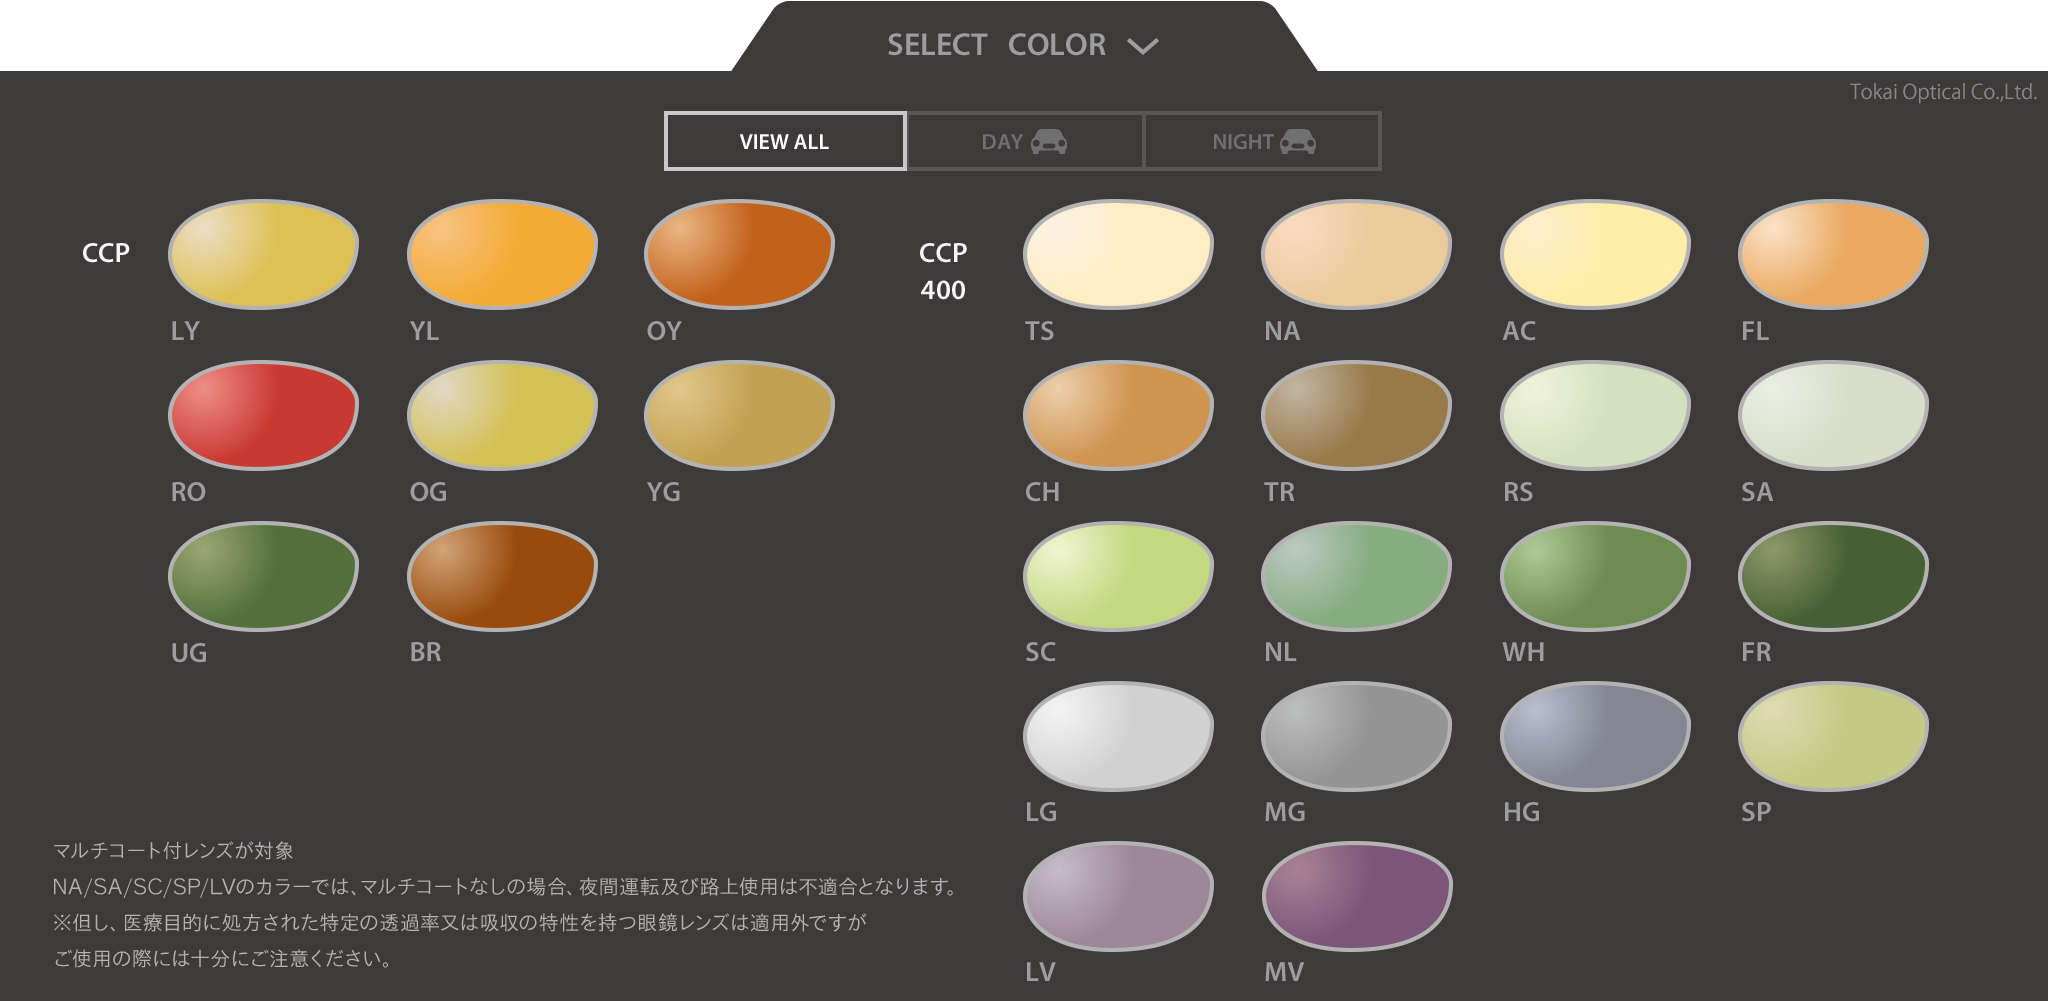 SELECT COLOR
Tokai Optical Co.,Ltd.
VIEW ALL DAY NIGHT
CCP
LY YL OY
RO OG YG
UG BR
CCP
400
TS NA AC FL
CH TR RS SA
SC NL WH FR
LG MG HG SP
LV MV
マルチコート付レンズが対象
NA/SA/SC/SP/LVのカラーでは、マルチコートなしの場合、夜間運転及び路上使用は不適合となります。
※但し、医療目的に処方された特定の透過率又は吸収の特性を持つ眼鏡レンズは適用外ですが
ご使用の際には十分にご注意ください。